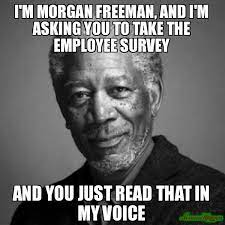 I'M MORGAN FREEMAN, AND I'M
ASKING YOU TO TAKE THE
EMPLOYEE SURVEY
AND YOU JUST READ THAT IN
MY VOICE